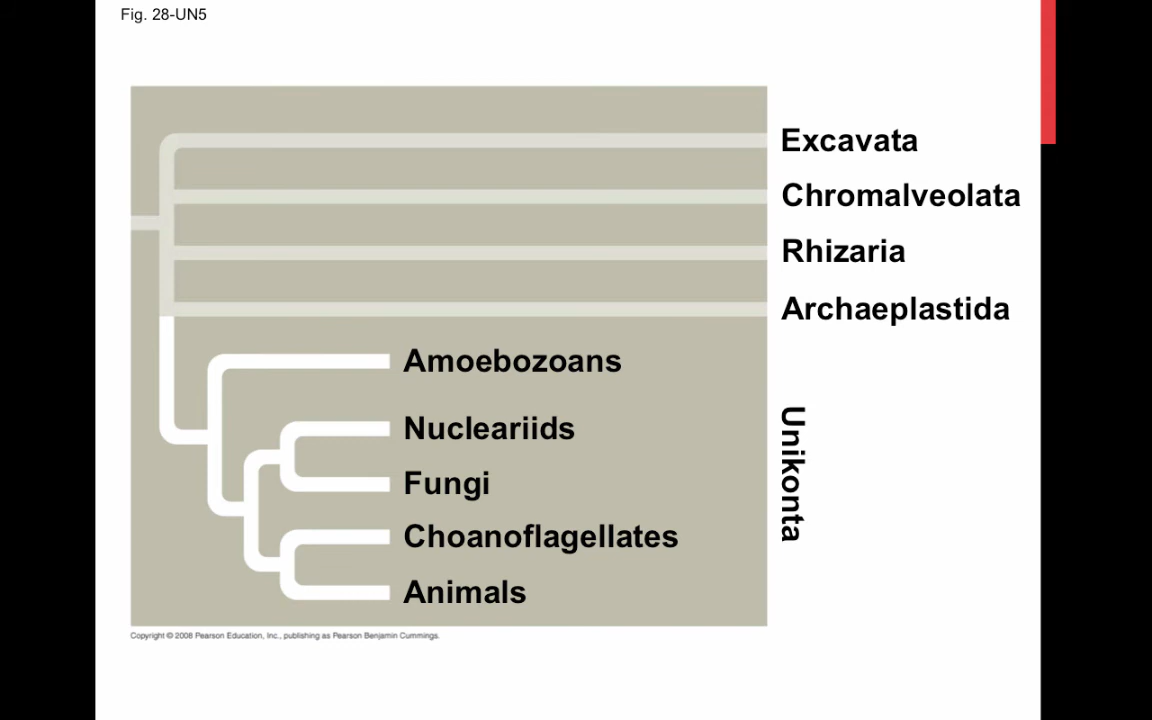 Fig. 28-UN5
Excavata
Chromalveolata
Rhizaria
Archaeplastida
Amoebozoans
Nucleariids
Fungi
Choanoflagellates
Animals
Unikonta
Copyright © 2008 Pearson Education, Inc., publishing as Pearson Benjamin Cummings.